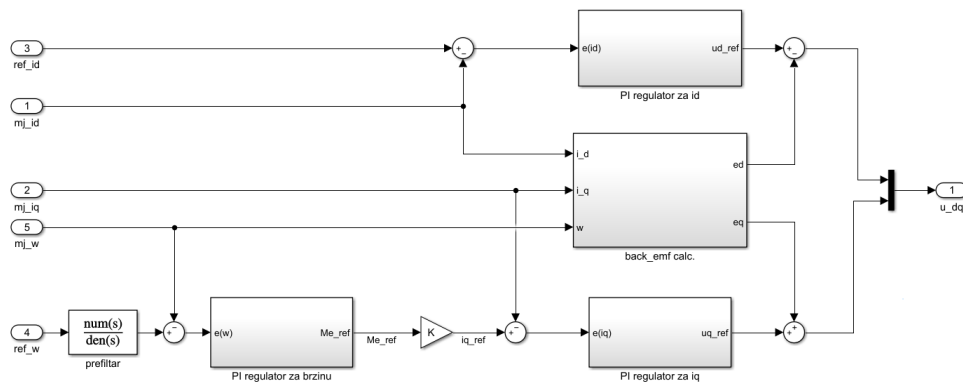 3
ref_id
+
−
e(id)
ud_ref
PI regulator za id
+
−
1
mj_id
i_d
i_q
w
ed
eq
back_emf calc.
2
mj_iq
5
mj_w
1
u_dq
4
ref_w
num(s)
den(s)
prefiltar
−
+
e(w)
Me_ref
PI regulator za brzinu
Me_ref
K
iq_ref
−
+
e(iq)
uq_ref
PI regulator za iq
+
+